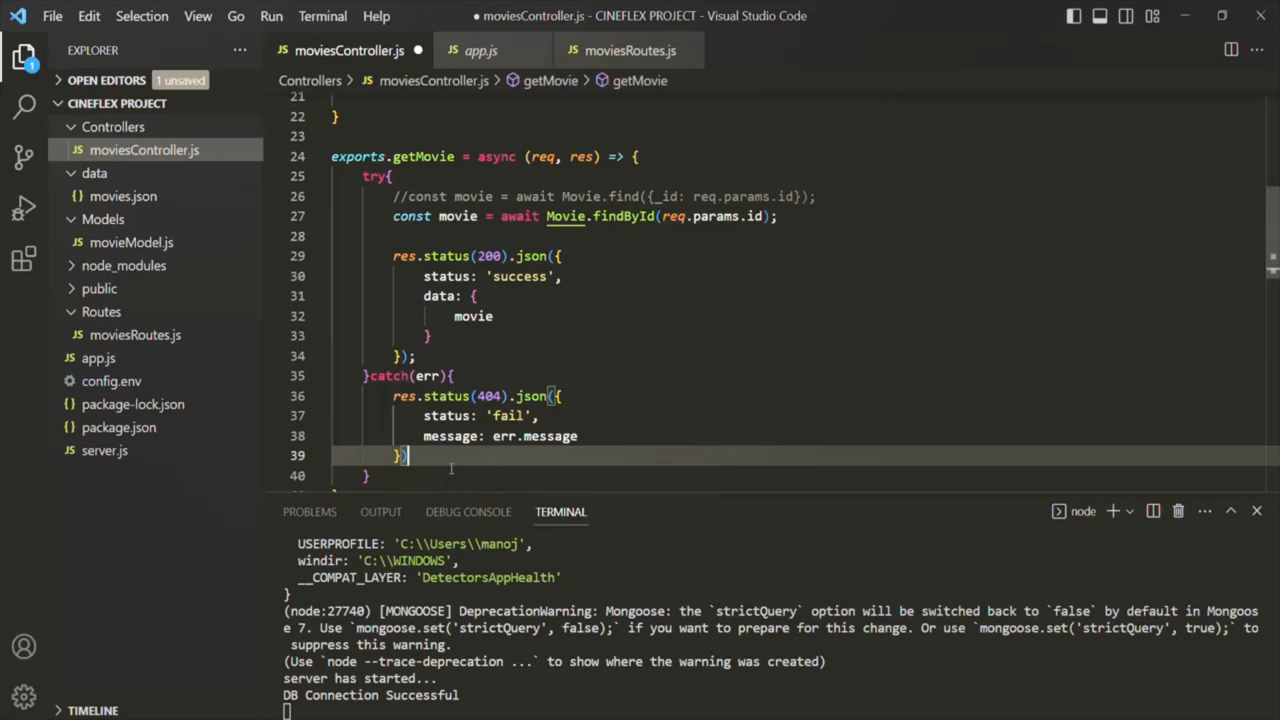 File Edit Selection View Go Run Terminal Help
● moviesController.js - CINEFLEX PROJECT - Visual Studio Code
EXPLORER
OPEN EDITORS 1 unsaved
CINEFLEX PROJECT
Controllers
JS moviesController.js
data
{} movies.json
Models
JS movieModel.js
node_modules
public
Routes
JS moviesRoutes.js
JS app.js
config.env
{} package-lock.json
{} package.json
JS server.js
TIMELINE
1
JS moviesController.js ● JS app.js JS moviesRoutes.js
Controllers > JS moviesController.js > getMovie > getMovie
21
22 }
23
24 exports.getMovie = async (req, res) => {
25 try{
26 //const movie = await Movie.find({_id: req.params.id});
27 const movie = await Movie.findById(req.params.id);
28
29 res.status(200).json({
30 status: 'success',
31 data: {
32 movie
33 }
34 });
35 }catch(err){
36 res.status(404).json({
37 status: 'fail',
38 message: err.message
39 })
40 }
PROBLEMS OUTPUT DEBUG CONSOLE TERMINAL
node
USERPROFILE: 'C:\\Users\\manoj',
windir: 'C:\\WINDOWS',
__COMPAT_LAYER: 'DetectorsAppHealth'
}
(node:27740) [MONGOOSE] DeprecationWarning: Mongoose: the `strictQuery` option will be switched back to `false` by default in Mongoos
e 7. Use `mongoose.set('strictQuery', false);` if you want to prepare for this change. Or use `mongoose.set('strictQuery', true);` to
suppress this warning.
(Use `node --trace-deprecation ...` to show where the warning was created)
server has started...
DB Connection Successful